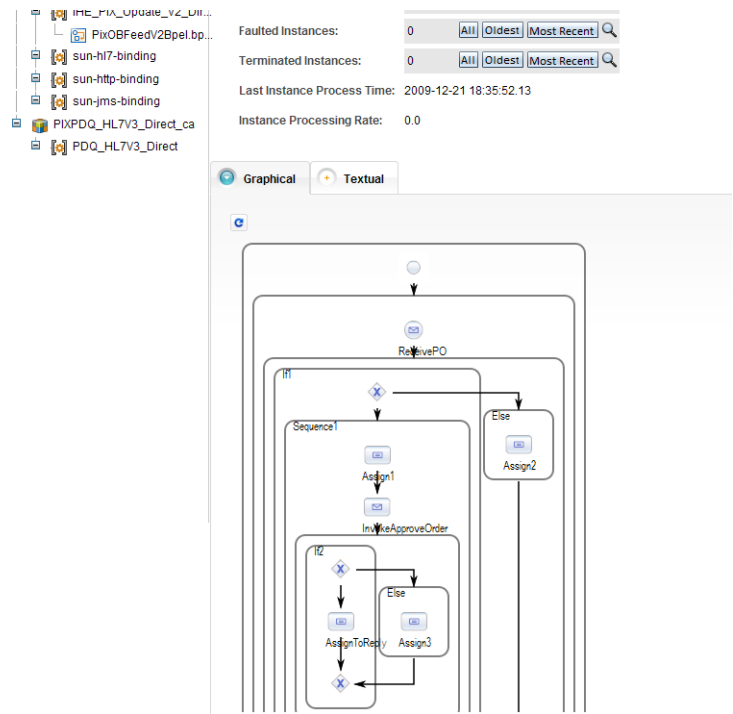 IHE_PIX_Update_V2_Dir...
PixOBFeedV2Bpel.bp...
sun-hl7-binding
sun-http-binding
sun-jms-binding
PIXPDQ_HL7V3_Direct_ca
PDQ_HL7V3_Direct
Faulted Instances: 0 All Oldest Most Recent
Terminated Instances: 0 All Oldest Most Recent
Last Instance Process Time: 2009-12-21 18:35:52.13
Instance Processing Rate: 0.0
Graphical Textual
ReceivePO
If1
Else
Sequence1
Assign2
Assign1
InvokeApproveOrder
If2
Else
AssignToReply Assign3